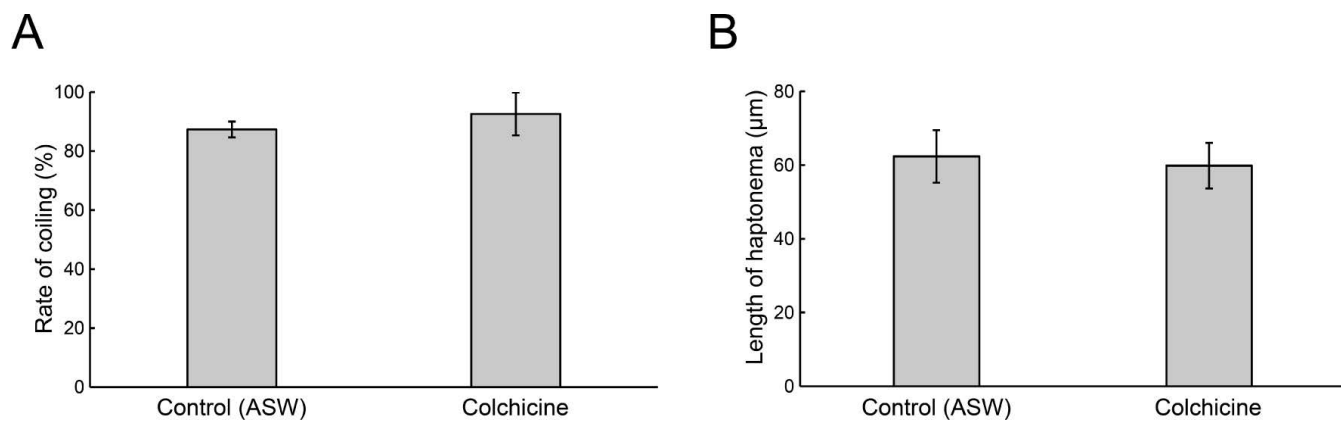 A
Rate of coiling (%)
100
80
60
40
20
0
Control (ASW)
Colchicine
B
Length of haptonema (µm)
80
60
40
20
0
Control (ASW)
Colchicine